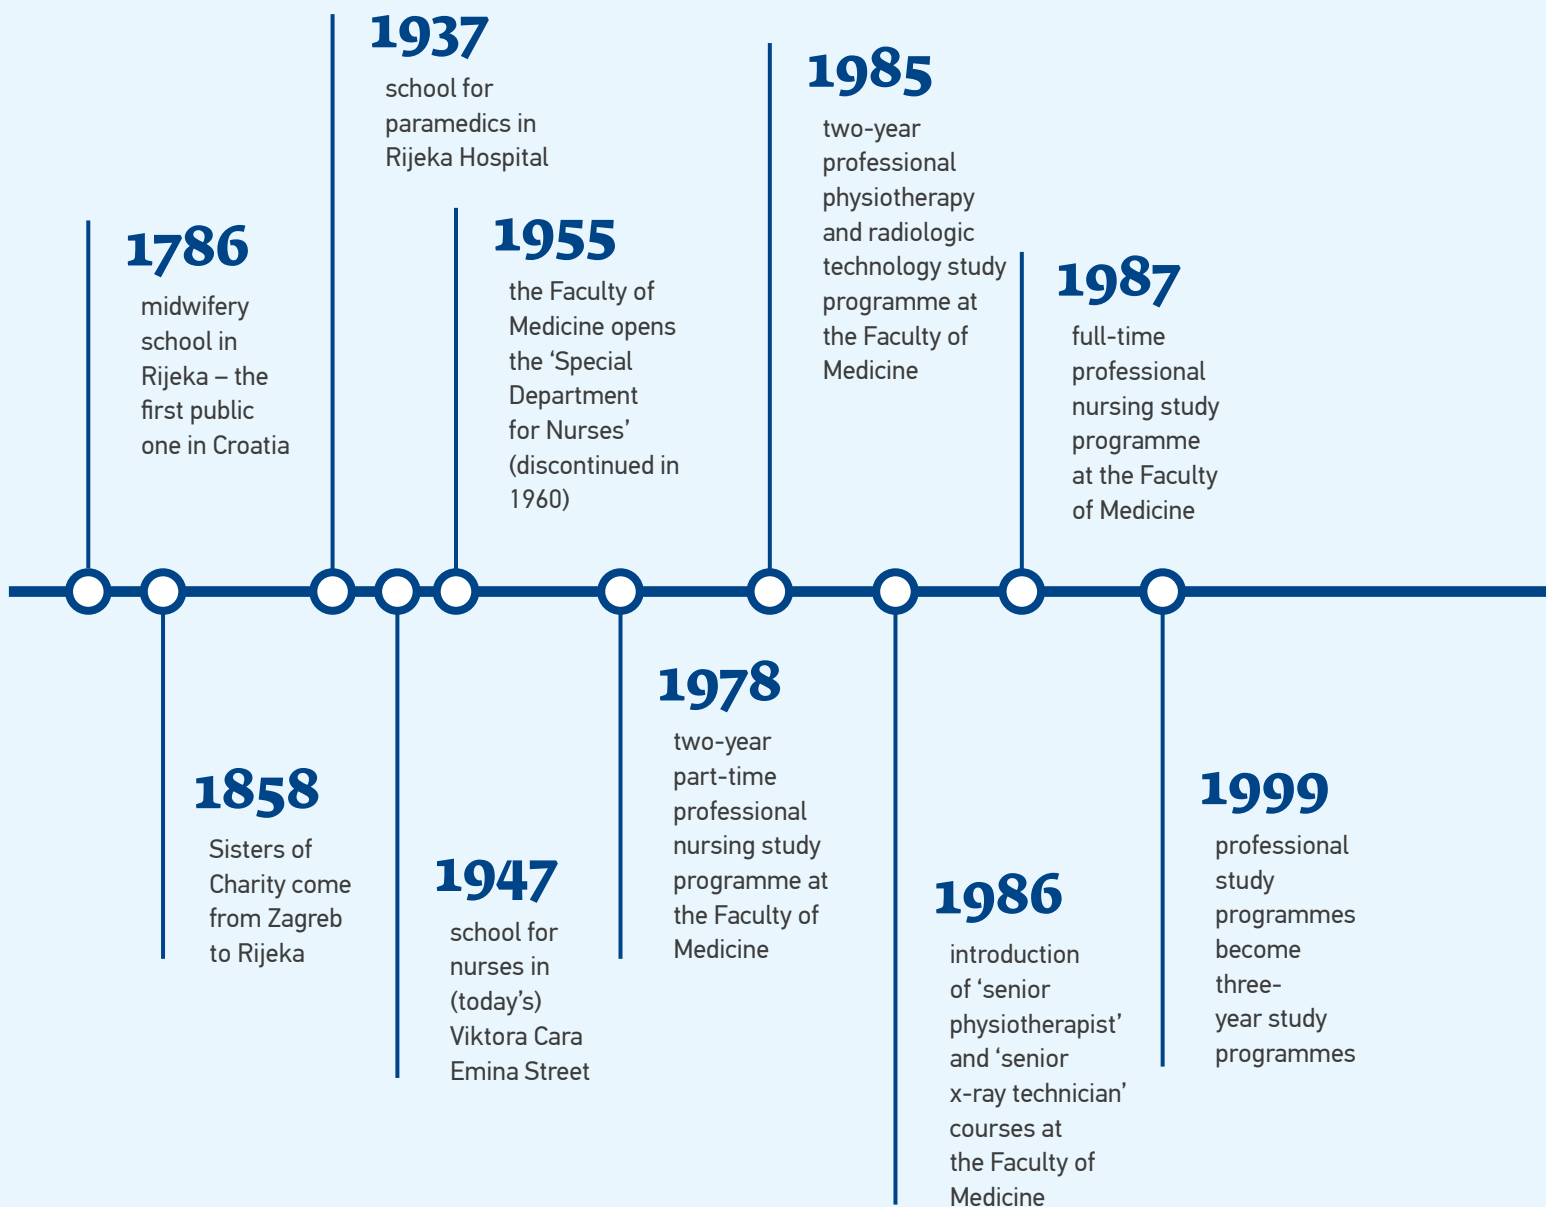 1786
midwifery
school in
Rijeka – the
first public
one in Croatia
1858
Sisters of
Charity come
from Zagreb
to Rijeka
1937
school for
paramedics in
Rijeka Hospital
1947
school for
nurses in
(today’s)
Viktora Cara
Emina Street
1955
the Faculty of
Medicine opens
the ‘Special
Department
for Nurses’
(discontinued in
1960)
1978
two-year
part-time
professional
nursing study
programme at
the Faculty of
Medicine
1985
two-year
professional
physiotherapy
and radiologic
technology study
programme at
the Faculty of
Medicine
1986
introduction
of ‘senior
physiotherapist’
and ‘senior
x-ray technician’
courses at
the Faculty of
Medicine
1987
full-time
professional
nursing study
programme
at the Faculty
of Medicine
1999
professional
study
programmes
become
three-
year study
programmes